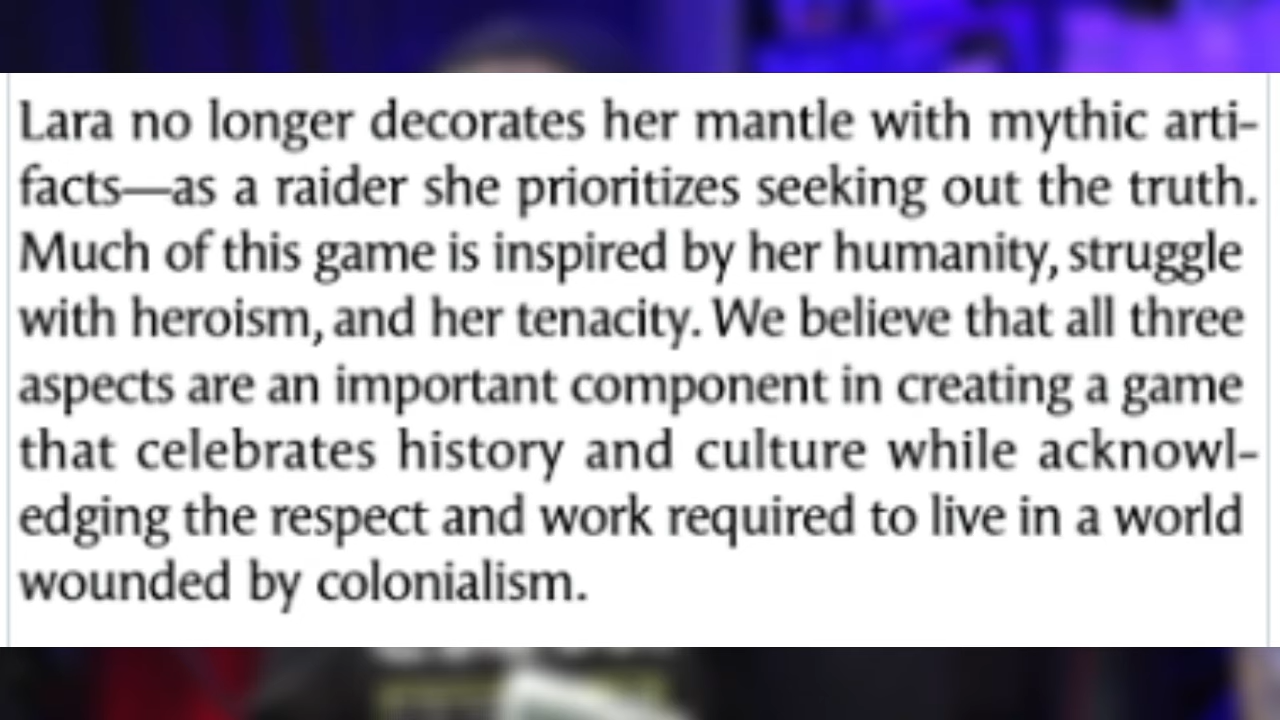 Lara no longer decorates her mantle with mythic arti-
facts—as a raider she prioritizes seeking out the truth.
Much of this game is inspired by her humanity, struggle
with heroism, and her tenacity. We believe that all three
aspects are an important component in creating a game
that celebrates history and culture while acknowl-
edging the respect and work required to live in a world
wounded by colonialism.